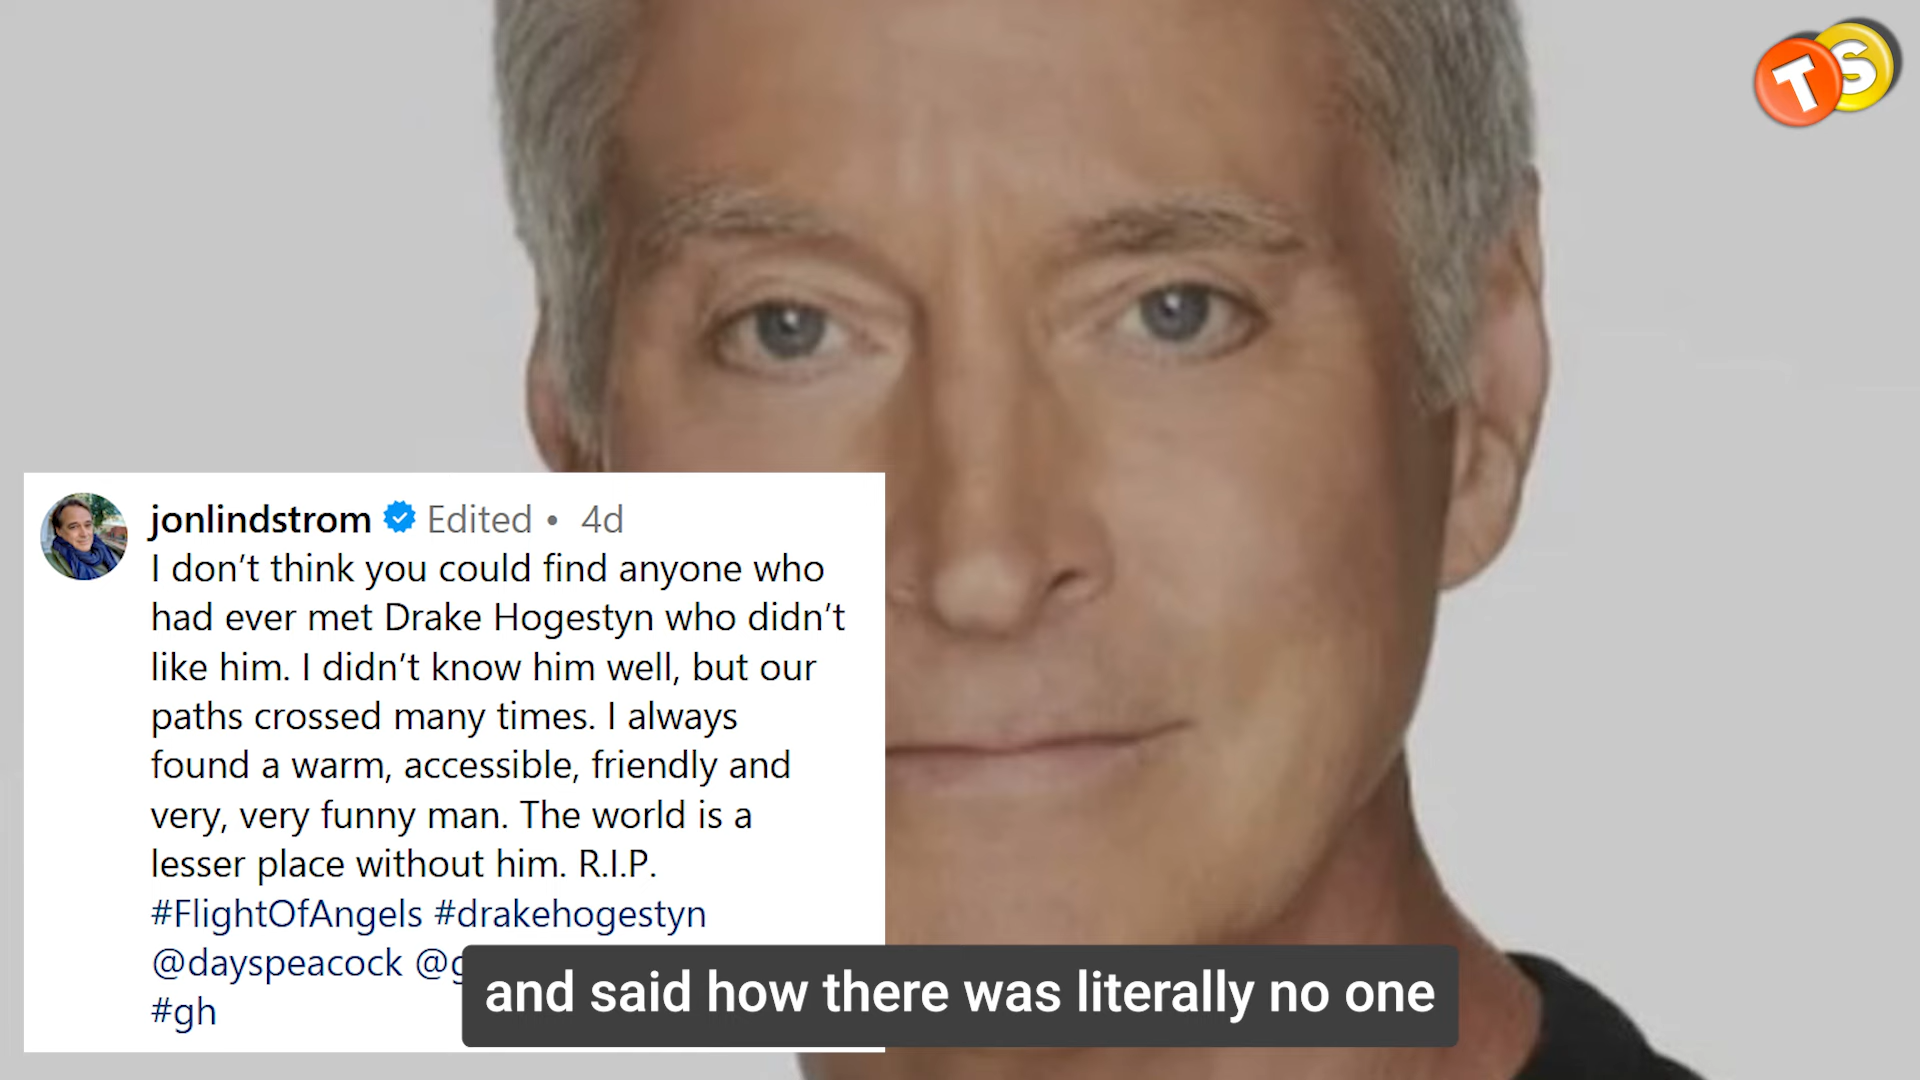 TS
jonlindstrom Edited • 4d
I don’t think you could find anyone who
had ever met Drake Hogestyn who didn’t
like him. I didn’t know him well, but our
paths crossed many times. I always
found a warm, accessible, friendly and
very, very funny man. The world is a
lesser place without him. R.I.P.
#FlightOfAngels #drakehogestyn
@dayspeacock
#gh
and said how there was literally no one